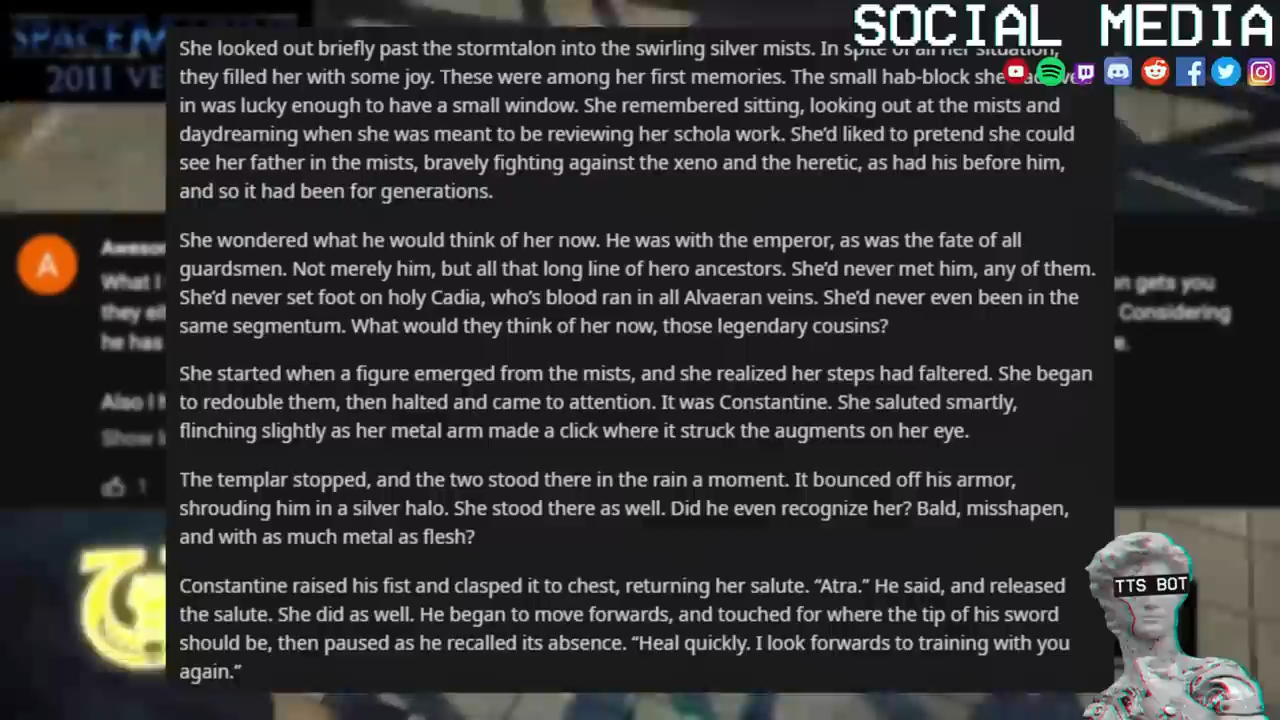 SOCIAL MEDIA
SPACEM
2011 VE
She looked out briefly past the stormtalon into the swirling silver mists. In spite of all her situation,
they filled her with some joy. These were among her first memories. The small hab-block she
in was lucky enough to have a small window. She remembered sitting, looking out at the mists and
daydreaming when she was meant to be reviewing her schola work. She’d liked to pretend she could
see her father in the mists, bravely fighting against the xeno and the heretic, as had his before him,
and so it had been for generations.
She wondered what he would think of her now. He was with the emperor, as was the fate of all
guardsmen. Not merely him, but all that long line of hero ancestors. She’d never met him, any of them.
She’d never set foot on holy Cadia, who’s blood ran in all Alvaeran veins. She’d never even been in the
same segmentum. What would they think of her now, those legendary cousins?
She started when a figure emerged from the mists, and she realized her steps had faltered. She began
to redouble them, then halted and came to attention. It was Constantine. She saluted smartly,
flinching slightly as her metal arm made a click where it struck the augments on her eye.
The templar stopped, and the two stood there in the rain a moment. It bounced off his armor,
shrouding him in a silver halo. She stood there as well. Did he even recognize her? Bald, misshapen,
and with as much metal as flesh?
Constantine raised his fist and clasped it to chest, returning her salute. “Atra.” He said, and released
the salute. She did as well. He began to move forwards, and touched for where the tip of his sword
should be, then paused as he recalled its absence. “Heal quickly. I look forwards to training with you
again.”
A
Aweso
What I
they e
he has
Also I
Show
1
n gets you
Considering
e.
TTS BOT